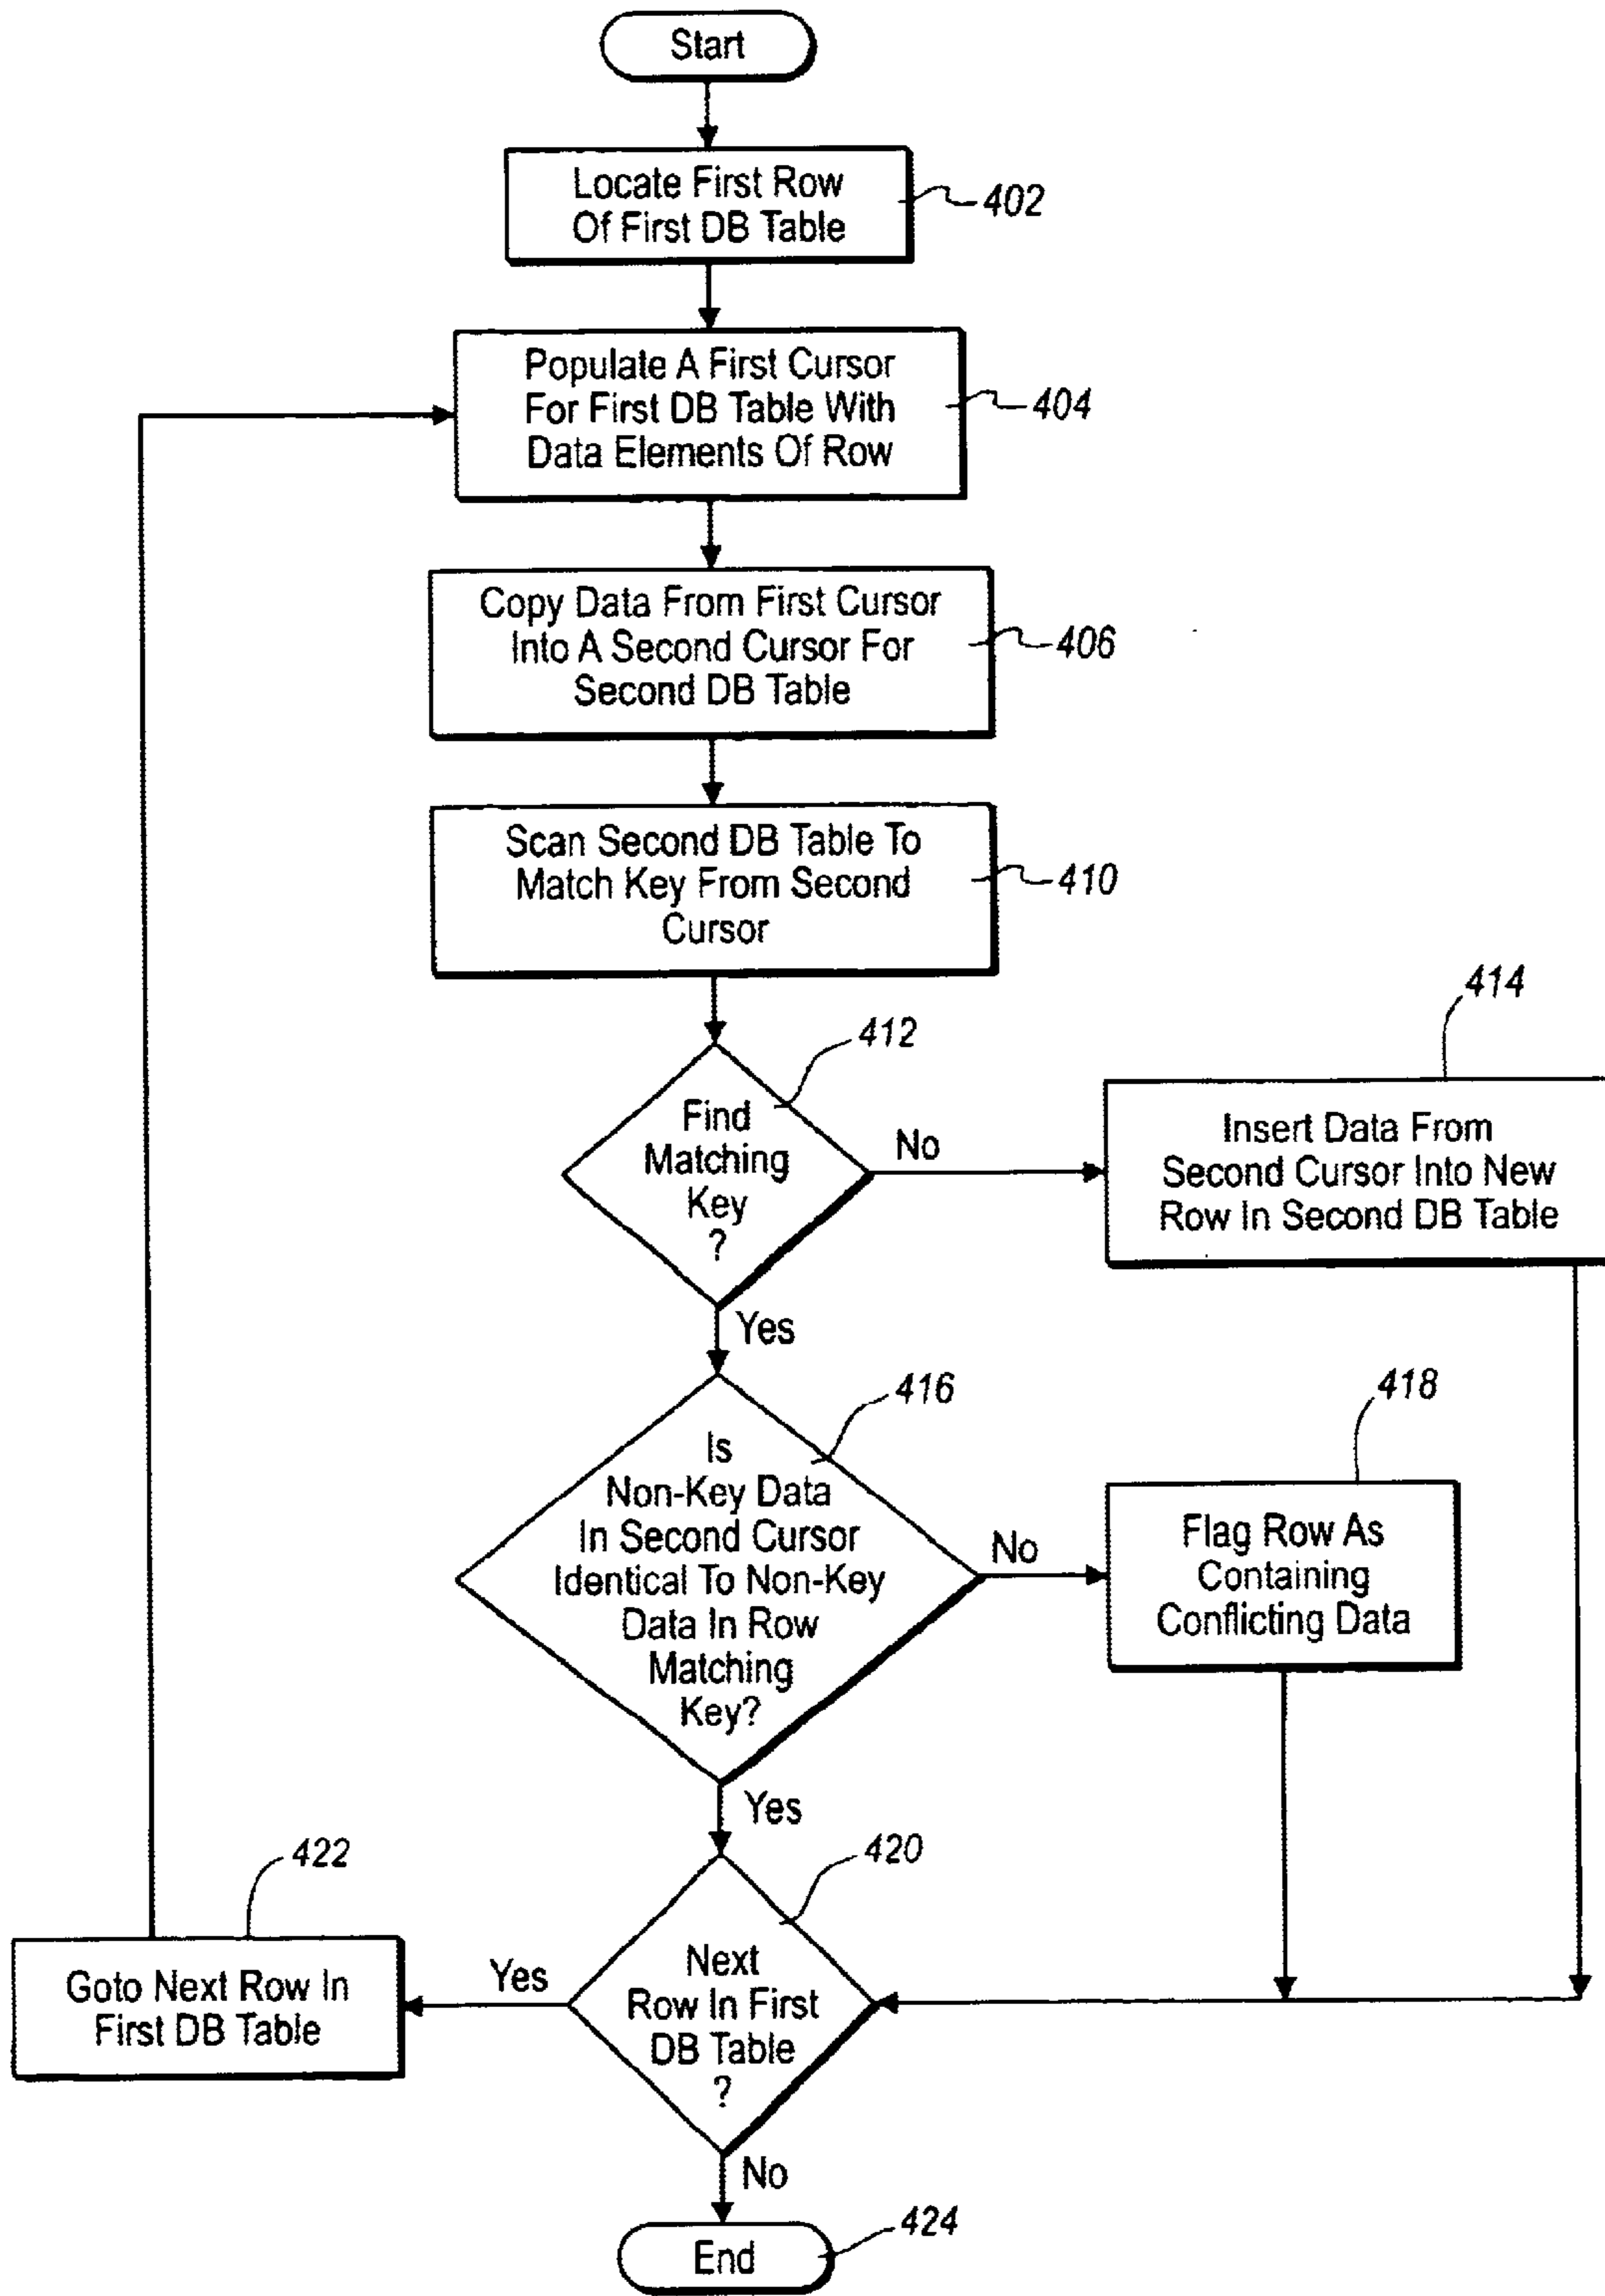 Start
Locate First Row
Of First DB Table
402
Populate A First Cursor
For First DB Table With
Data Elements Of Row
404
Copy Data From First Cursor
Into A Second Cursor For
Second DB Table
406
Scan Second DB Table To
Match Key From Second
Cursor
410
412
Find
Matching
Key
?
No
414
Insert Data From
Second Cursor Into New
Row In Second DB Table
Yes
416
Is
Non-Key Data
In Second Cursor
Identical To Non-Key
Data In Row
Matching
Key?
No
418
Flag Row As
Containing
Conflicting Data
Yes
420
Next
Row In First
DB Table
?
Yes
422
Goto Next Row In
First DB Table
No
End
424